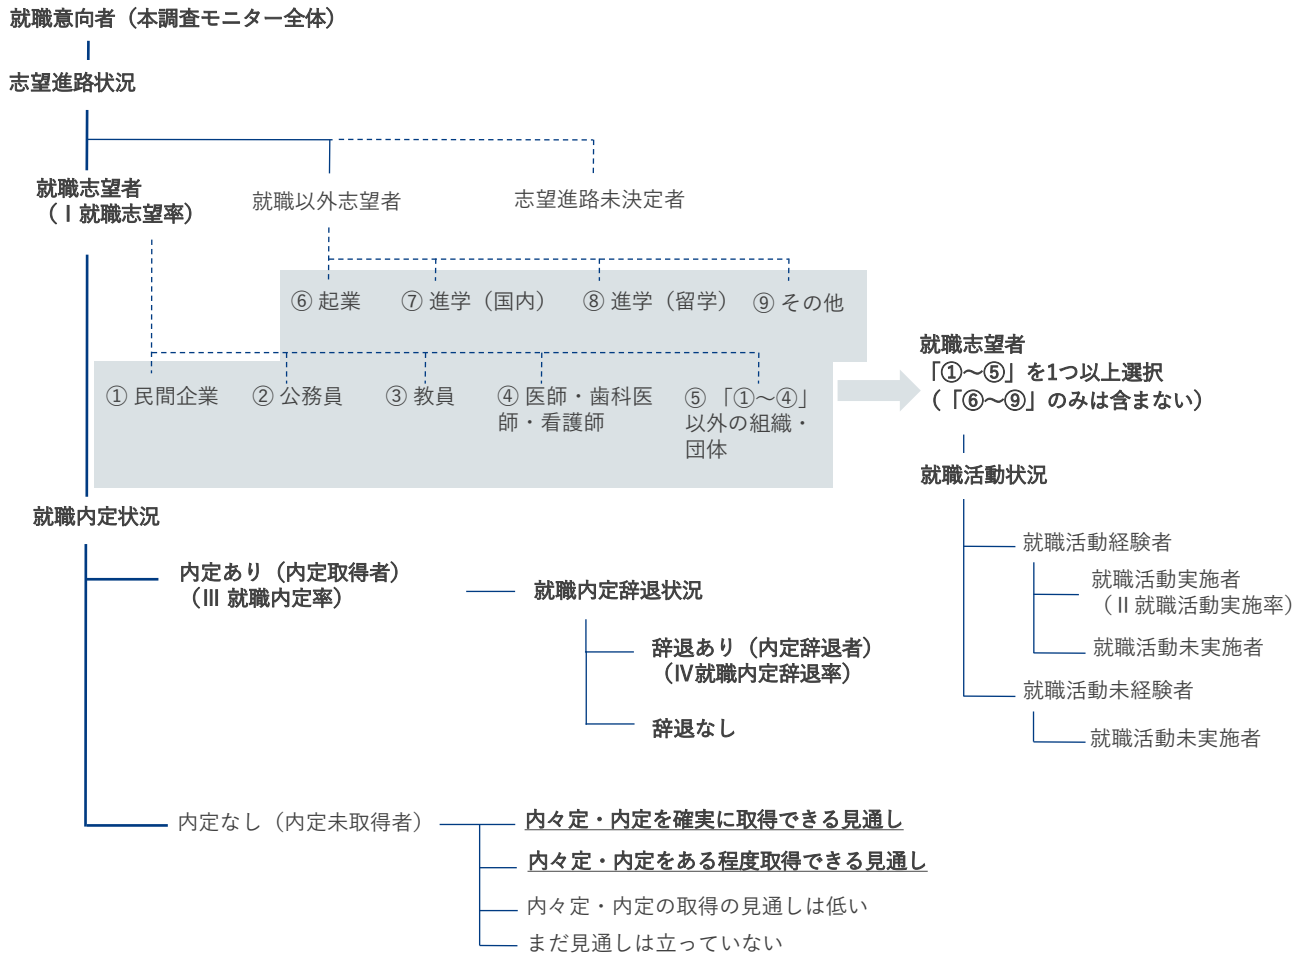 就職意向者（本調査モニター全体）
志望進路状況
就職志望者
（Ⅰ就職志望率）
就職以外志望者
志望進路未決定者
⑥ 起業
⑦ 進学（国内）
⑧ 進学（留学）
⑨ その他
① 民間企業
② 公務員
③ 教員
④ 医師・歯科医
師・看護師
⑤ 「①～④」
以外の組織・
団体
就職志望者
「①～⑤」を1つ以上選択
（「⑥～⑨」のみは含まない）
就職活動状況
就職活動経験者
就職活動実施者
（Ⅱ就職活動実施率）
就職活動未実施者
就職活動未経験者
就職活動未実施者
就職内定状況
内定あり（内定取得者）
（Ⅲ 就職内定率）
就職内定辞退状況
辞退あり（内定辞退者）
（Ⅳ就職内定辞退率）
辞退なし
内定なし（内定未取得者）
内々定・内定を確実に取得できる見通し
内々定・内定をある程度取得できる見通し
内々定・内定の取得の見通しは低い
まだ見通しは立っていない